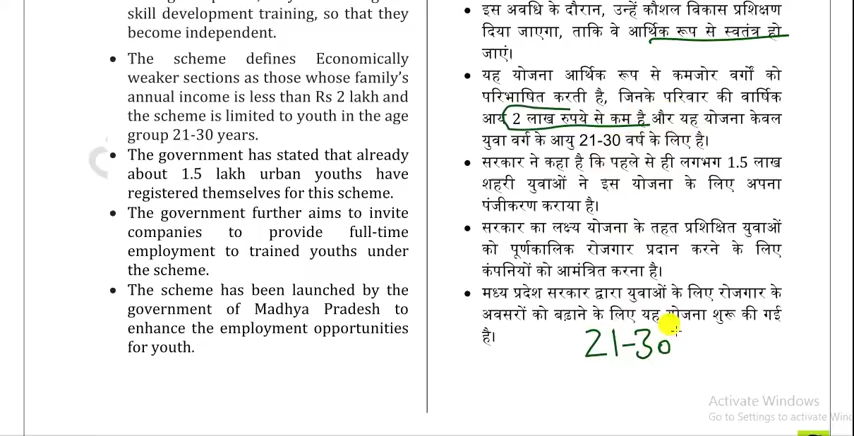 skill development training, so that they
become independent.
• The scheme defines Economically
weaker sections as those whose family's
annual income is less than Rs 2 lakh and
the scheme is limited to youth in the age
group 21-30 years.
• The government has stated that already
about 1.5 lakh urban youths have
registered themselves for this scheme.
• The government further aims to invite
companies to provide full-time
employment to trained youths under
the scheme.
• The scheme has been launched by the
government of Madhya Pradesh to
enhance the employment opportunities
for youth.
• इस अवधि के दौरान, उन्हें कौशल विकास प्रशिक्षण
दिया जाएगा, ताकि वे आर्थिक रूप से स्वतंत्र हो
जाएं।
• यह योजना आर्थिक रूप से कमजोर वर्गों को
परिभाषित करती है, जिनके परिवार की वार्षिक
आय 2 लाख रुपये से कम है और यह योजना केवल
युवा वर्ग के आयु 21-30 वर्ष के लिए है।
• सरकार ने कहा है कि पहले से ही लगभग 1.5 लाख
शहरी युवाओं ने इस योजना के लिए अपना
पंजीकरण कराया है।
• सरकार का लक्ष्य योजना के तहत प्रशिक्षित युवाओं
को पूर्णकालिक रोजगार प्रदान करने के लिए
कंपनियों को आमंत्रित करना है।
• मध्य प्रदेश सरकार द्वारा युवाओं के लिए रोजगार के
अवसरों को बढ़ाने के लिए यह योजना शुरू की गई
है।
21-30
Activate Windows
Go to Settings to activate Win